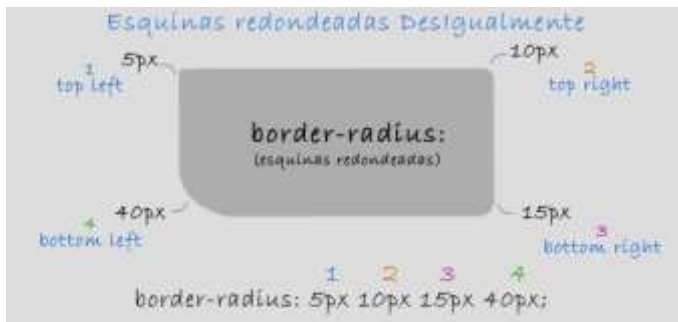 Esquinas redondeadas DesIgualmente
5px
10px
1
top left
2
top right
border-radius:
(esquinas redondeadas)
40px
15px
4
bottom left
3
bottom right
1 2 3 4
border-radius: 5px 10px 15px 40px;